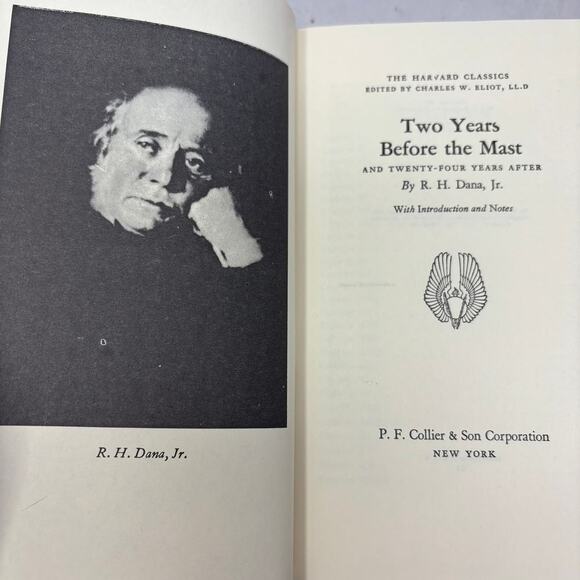 R. H. Dana, Jr.
THE HARVARD CLASSICS
EDITED BY CHARLES W. ELIOT, LL.D
Two Years
Before the Mast
AND TWENTY-FOUR YEARS AFTER
By R. H. Dana, Jr.
With Introduction and Notes
P. F. Collier & Son Corporation
NEW YORK